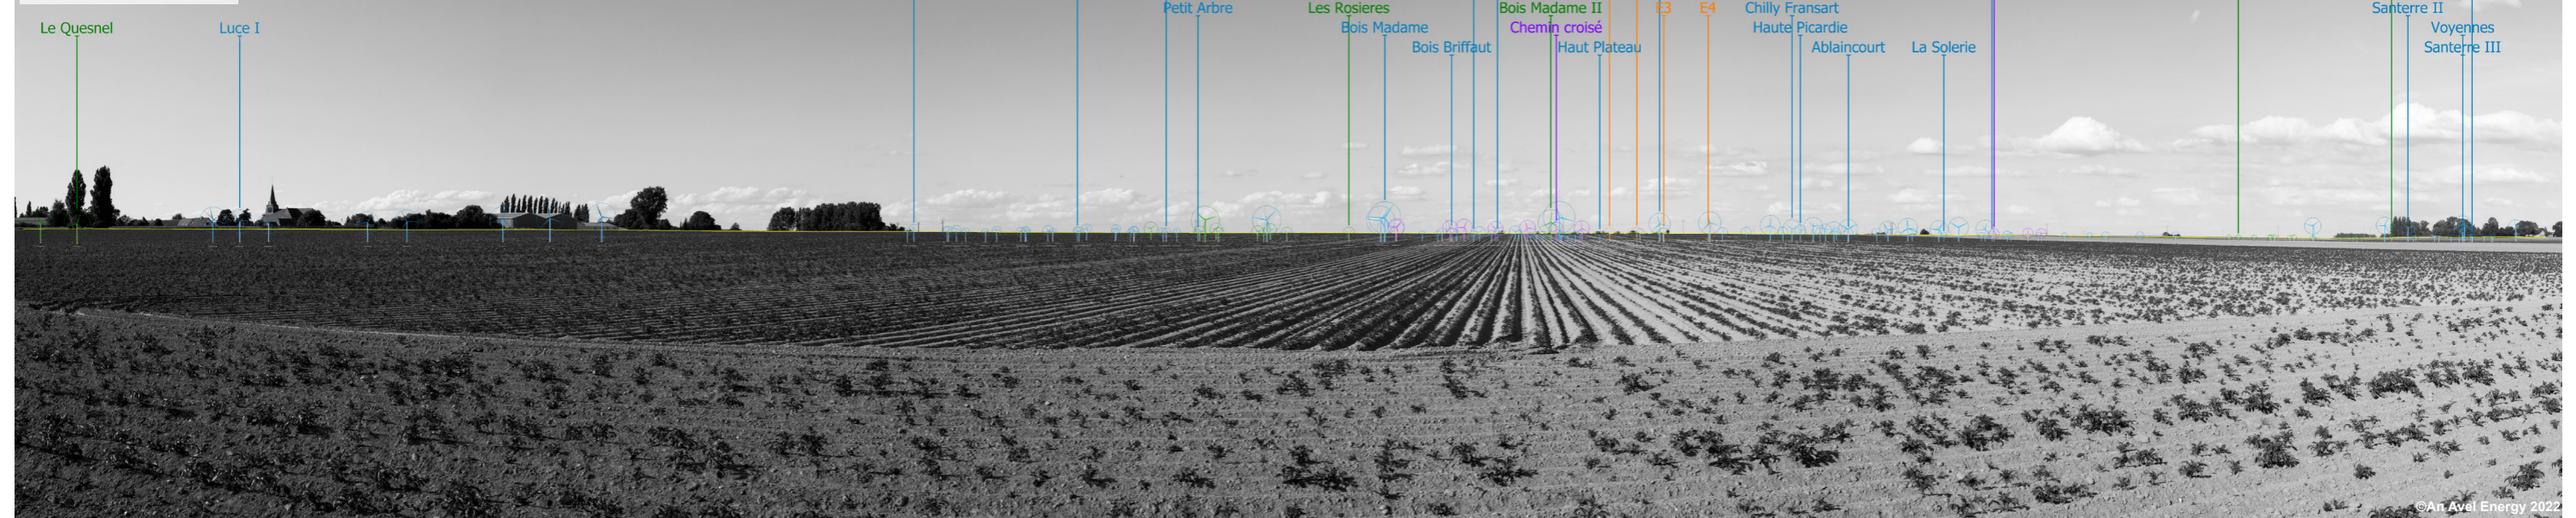 Petit Arbre
Les Rosieres
Bois Madame II
E3
E4
Chilly Fransart
Santerre II
Le Quesnel
Luce I
Bois Madame
Chemin croisé
Haute Picardie
Voyennes
Bois Briffaut
Haut Plateau
Ablaincourt
La Solerie
Santerre III
©An Avel Energy 2022